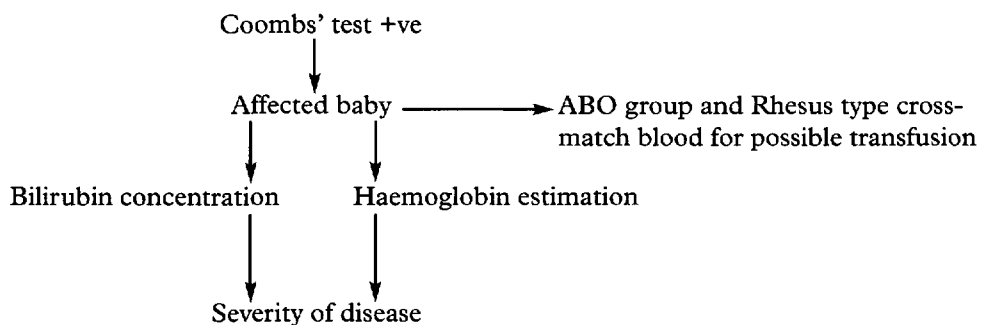 Coombs' test +ve
Affected baby
ABO group and Rhesus type cross-
match blood for possible transfusion
Bilirubin concentration
Haemoglobin estimation
Severity of disease